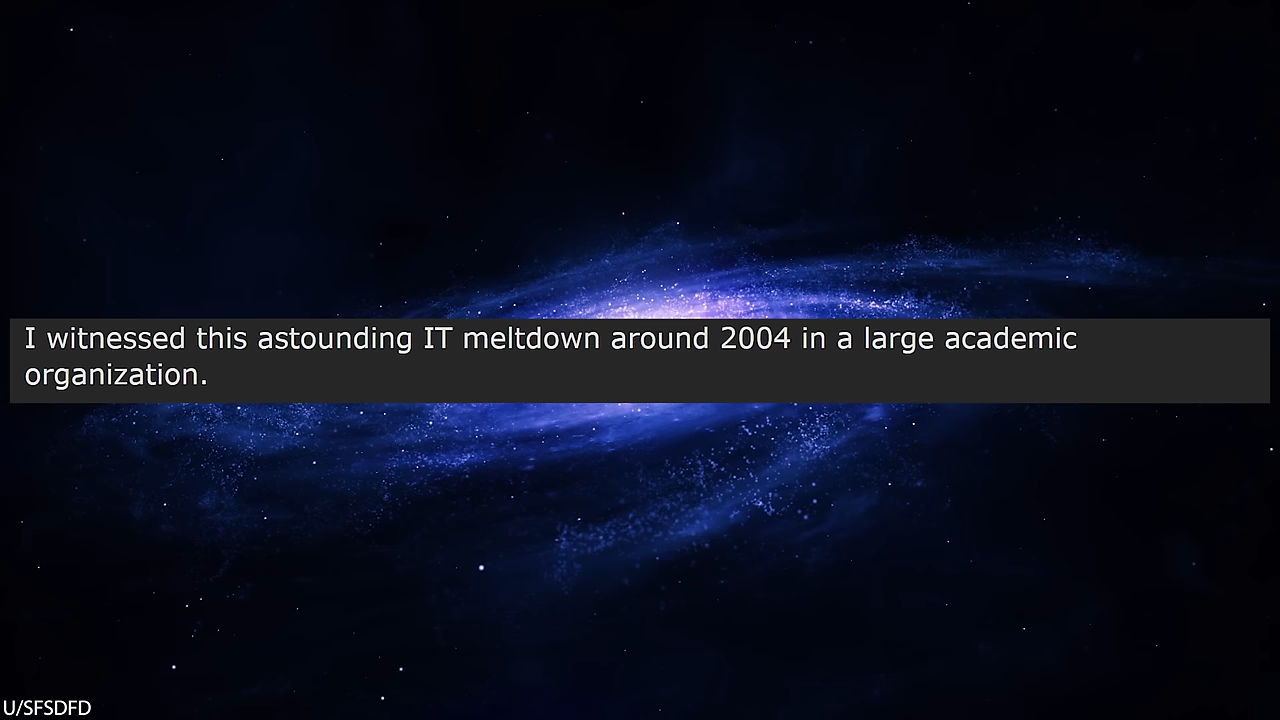 I witnessed this astounding IT meltdown around 2004 in a large academic
organization.
U/SFSDFD